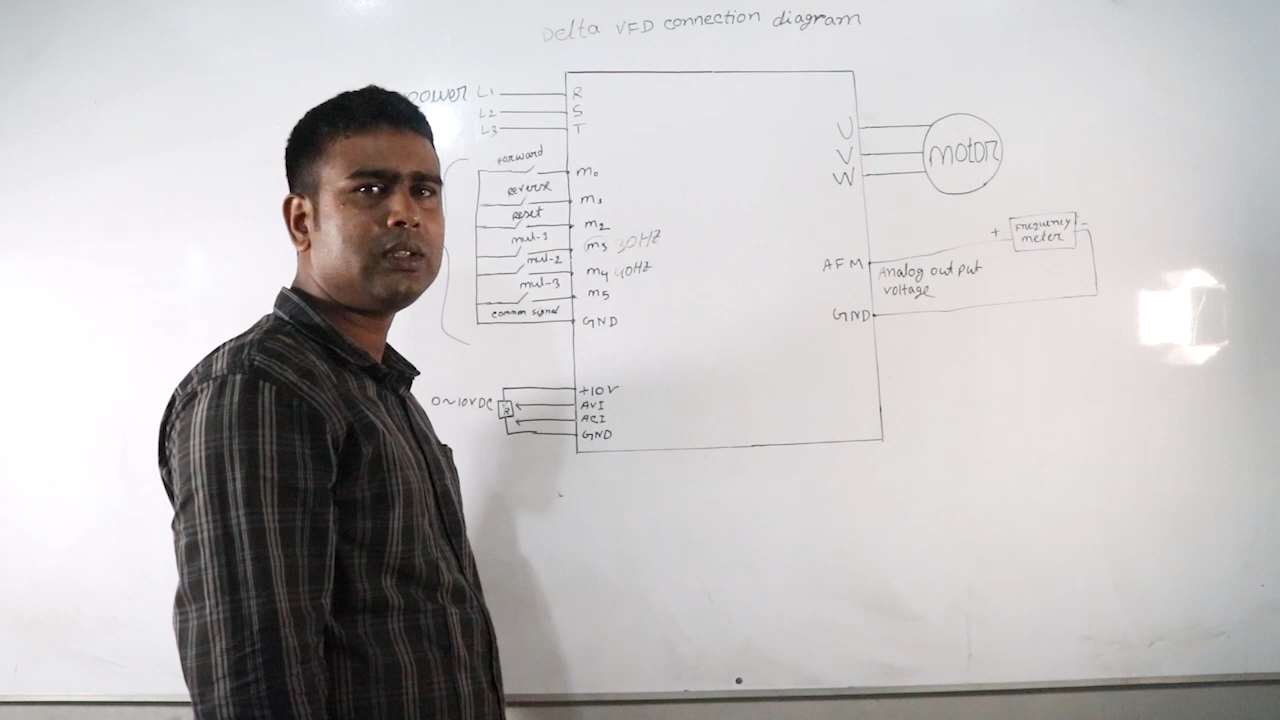 Delta VFD connection diagram
power L1
L2
L3
R
S
T
forward
reverse
reset
mul-1
mul-2
mul-3
common signal
m0
m1
m2
m3 30HZ
m4 40HZ
m5
GND
0~10VDC
+10V
AVI
ACI
GND
U
V
W
motor
AFM
GND
Analog out put
voltage
+
Frequency
meter
-